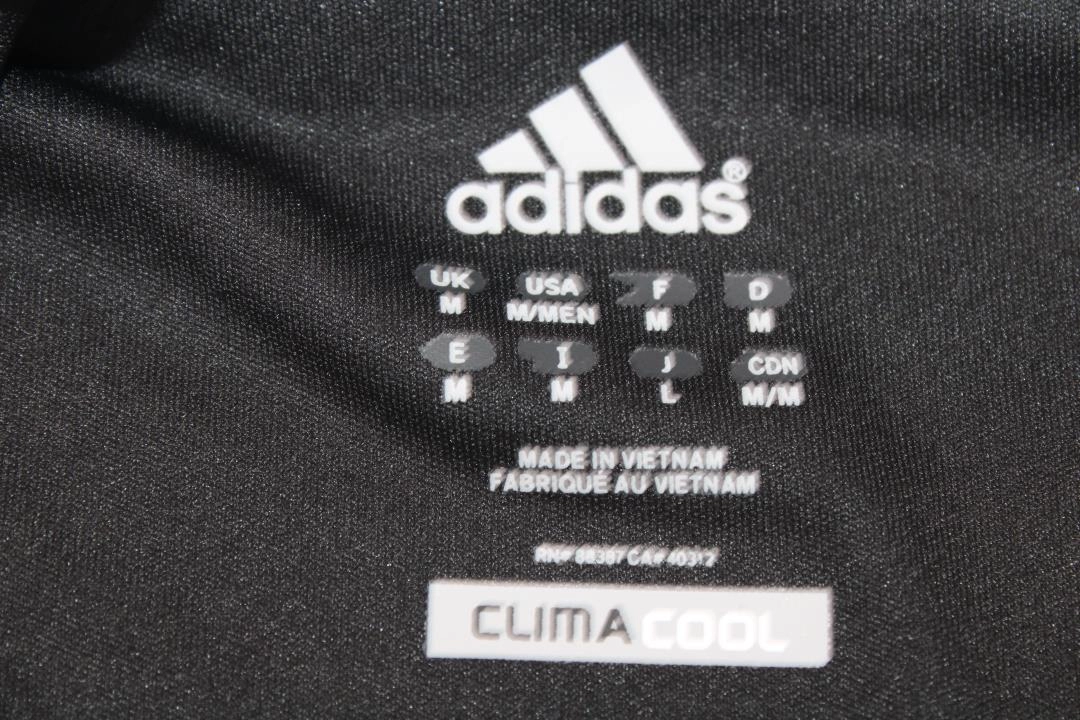 adidas®
UK USA F D
M M/MEN M M
E I J CDN
M M L M/M
MADE IN VIETNAM
FABRIQUÉ AU VIETNAM
RN# 88387 CA# 40312
CLIMACOOL